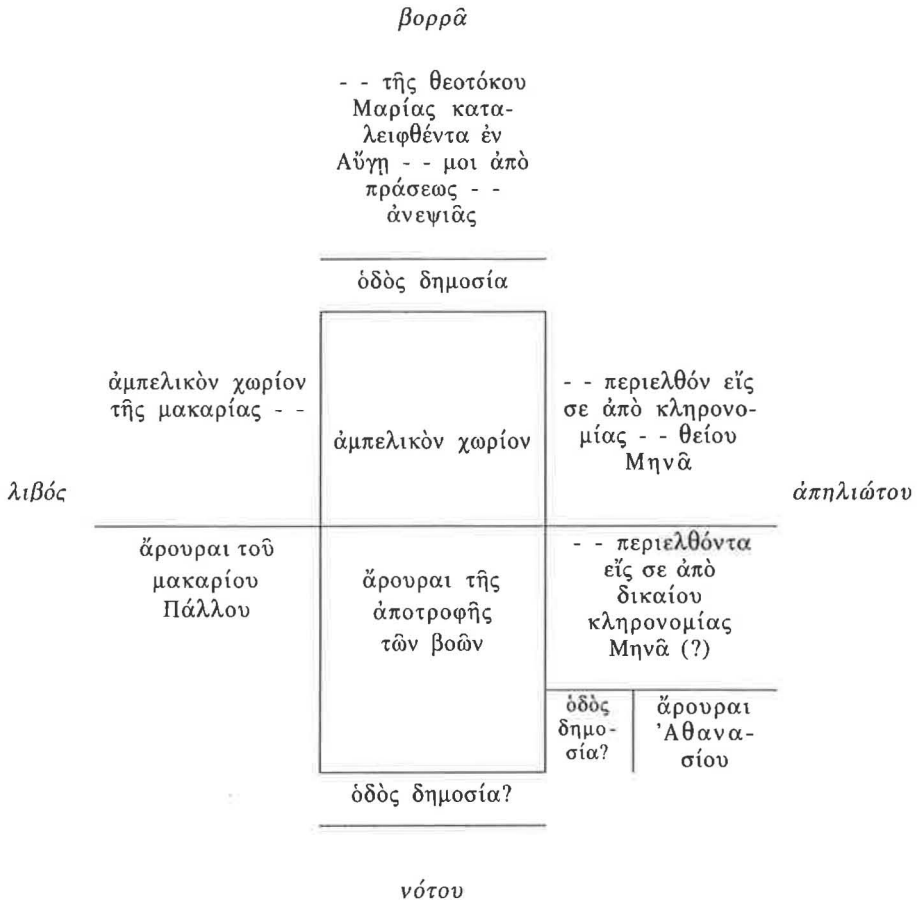 βορρᾶ
- - τῆς θεοτόκου
Μαρίας κατα-
λειφθέντα ἐν
Αὔγῃ - - μοι ἀπὸ
πράσεως - -
ἀνεψιᾶς
ὁδὸς δημοσία
ἀμπελικὸν χωρίον
τῆς μακαρίας - -
ἀμπελικὸν χωρίον
- - περιελθόν εἴς
σε ἀπὸ κληρονο-
μίας - - θείου
Μηνᾶ
λιβός
ἀπηλιώτου
ἄρουραι τοῦ
μακαρίου
Πάλλου
ἄρουραι τῆς
ἀποτροφῆς
τῶν βοῶν
- - περιελθόντα
εἴς σε ἀπὸ
δικαίου
κληρονομίας
Μηνᾶ (?)
ὁδὸς
δημο-
σία?
ἄρουραι
Ἀθανα-
σίου
ὁδὸς δημοσία?
νότου